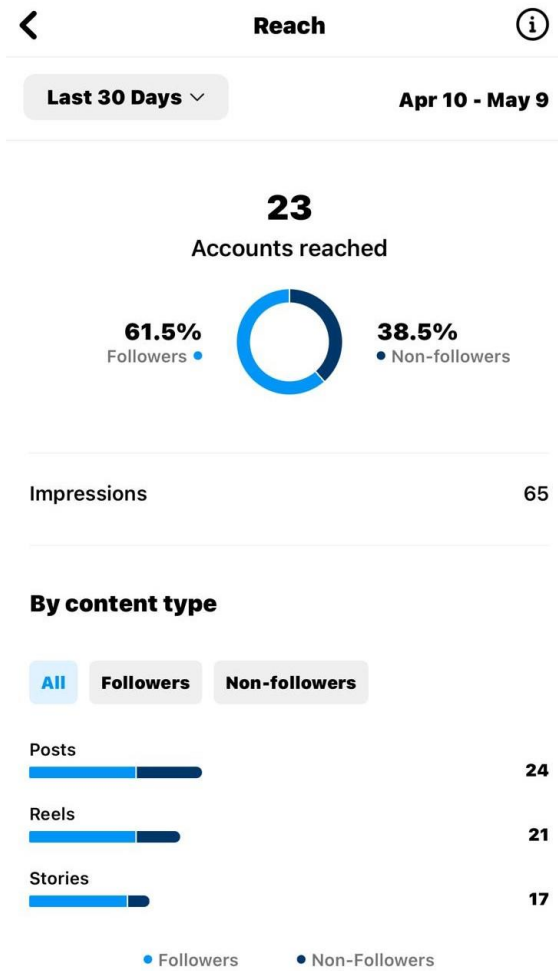 Reach
Last 30 Days
Apr 10 - May 9
23
Accounts reached
61.5%
Followers
38.5%
Non-followers
Impressions 65
By content type
All Followers Non-followers
Posts
24
Reels
21
Stories
17
Followers Non-Followers